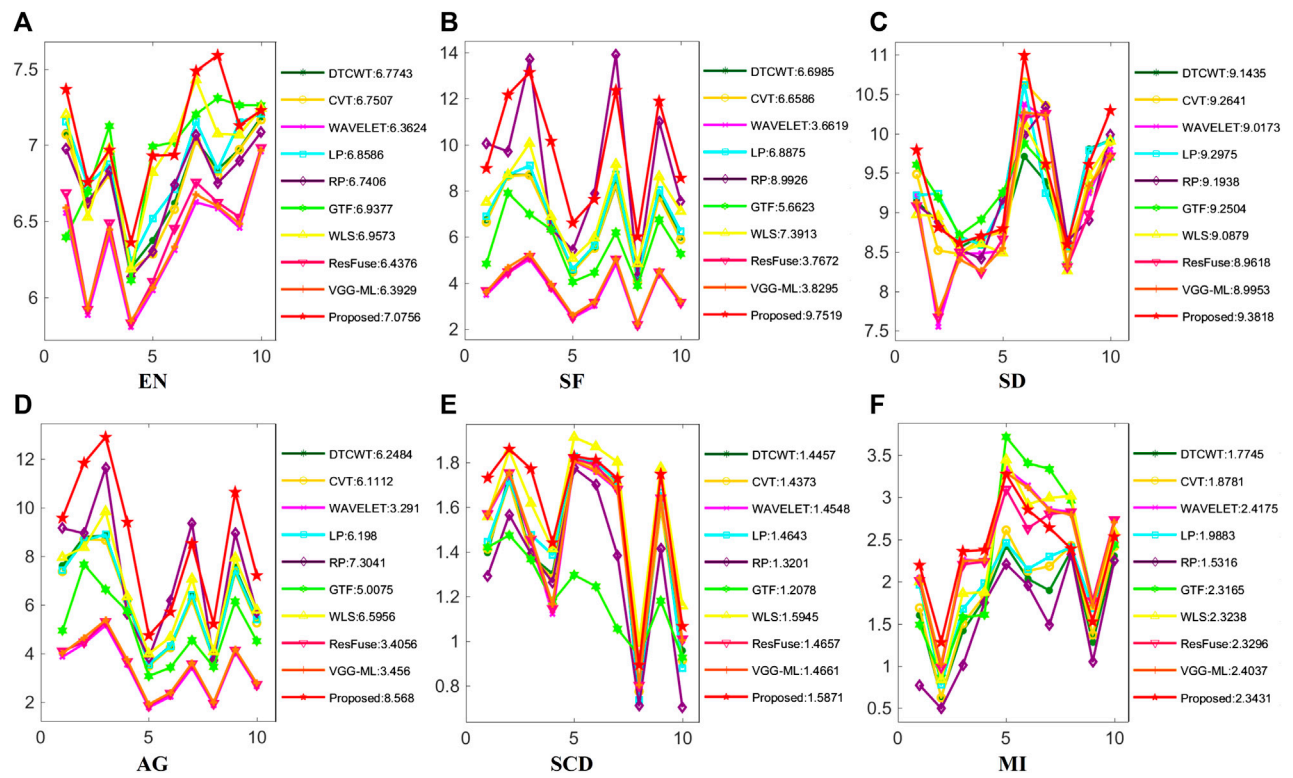 A
7.5
7
6.5
6
0
5
10
EN
DTCWT:6.7743
CVT:6.7507
WAVELET:6.3624
LP:6.8586
RP:6.7406
GTF:6.9377
WLS:6.9573
ResFuse:6.4376
VGG-ML:6.3929
Proposed:7.0756
B
14
12
10
8
6
4
2
0
5
10
SF
DTCWT:6.6985
CVT:6.6586
WAVELET:3.6619
LP:6.8875
RP:8.9926
GTF:5.6623
WLS:7.3913
ResFuse:3.7672
VGG-ML:3.8295
Proposed:9.7519
C
11
10.5
10
9.5
9
8.5
8
7.5
0
5
10
SD
DTCWT:9.1435
CVT:9.2641
WAVELET:9.0173
LP:9.2975
RP:9.1938
GTF:9.2504
WLS:9.0879
ResFuse:8.9618
VGG-ML:8.9953
Proposed:9.3818
D
12
10
8
6
4
2
0
5
10
AG
DTCWT:6.2484
CVT:6.1112
WAVELET:3.291
LP:6.198
RP:7.3041
GTF:5.0075
WLS:6.5956
ResFuse:3.4056
VGG-ML:3.456
Proposed:8.568
E
1.8
1.6
1.4
1.2
1
0.8
0
5
10
SCD
DTCWT:1.4457
CVT:1.4373
WAVELET:1.4548
LP:1.4643
RP:1.3201
GTF:1.2078
WLS:1.5945
ResFuse:1.4657
VGG-ML:1.4661
Proposed:1.5871
F
3.5
3
2.5
2
1.5
1
0.5
0
5
10
MI
DTCWT:1.7745
CVT:1.8781
WAVELET:2.4175
LP:1.9883
RP:1.5316
GTF:2.3165
WLS:2.3238
ResFuse:2.3296
VGG-ML:2.4037
Proposed:2.3431